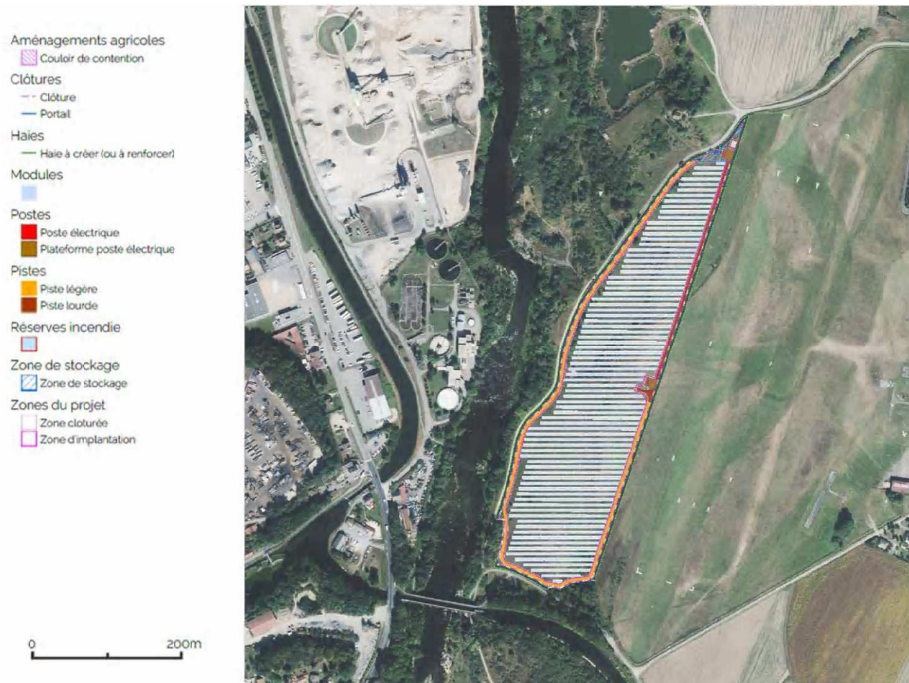 Aménagements agricoles
Couloir de contention
Clôtures
Clôture
Portail
Haies
Haie à créer (ou à renforcer)
Modules
Postes
Poste électrique
Plateforme poste électrique
Pistes
Piste légère
Piste lourde
Réserves incendie
Zone de stockage
Zone de stockage
Zones du projet
Zone cloturée
Zone d'implantation
0 200m